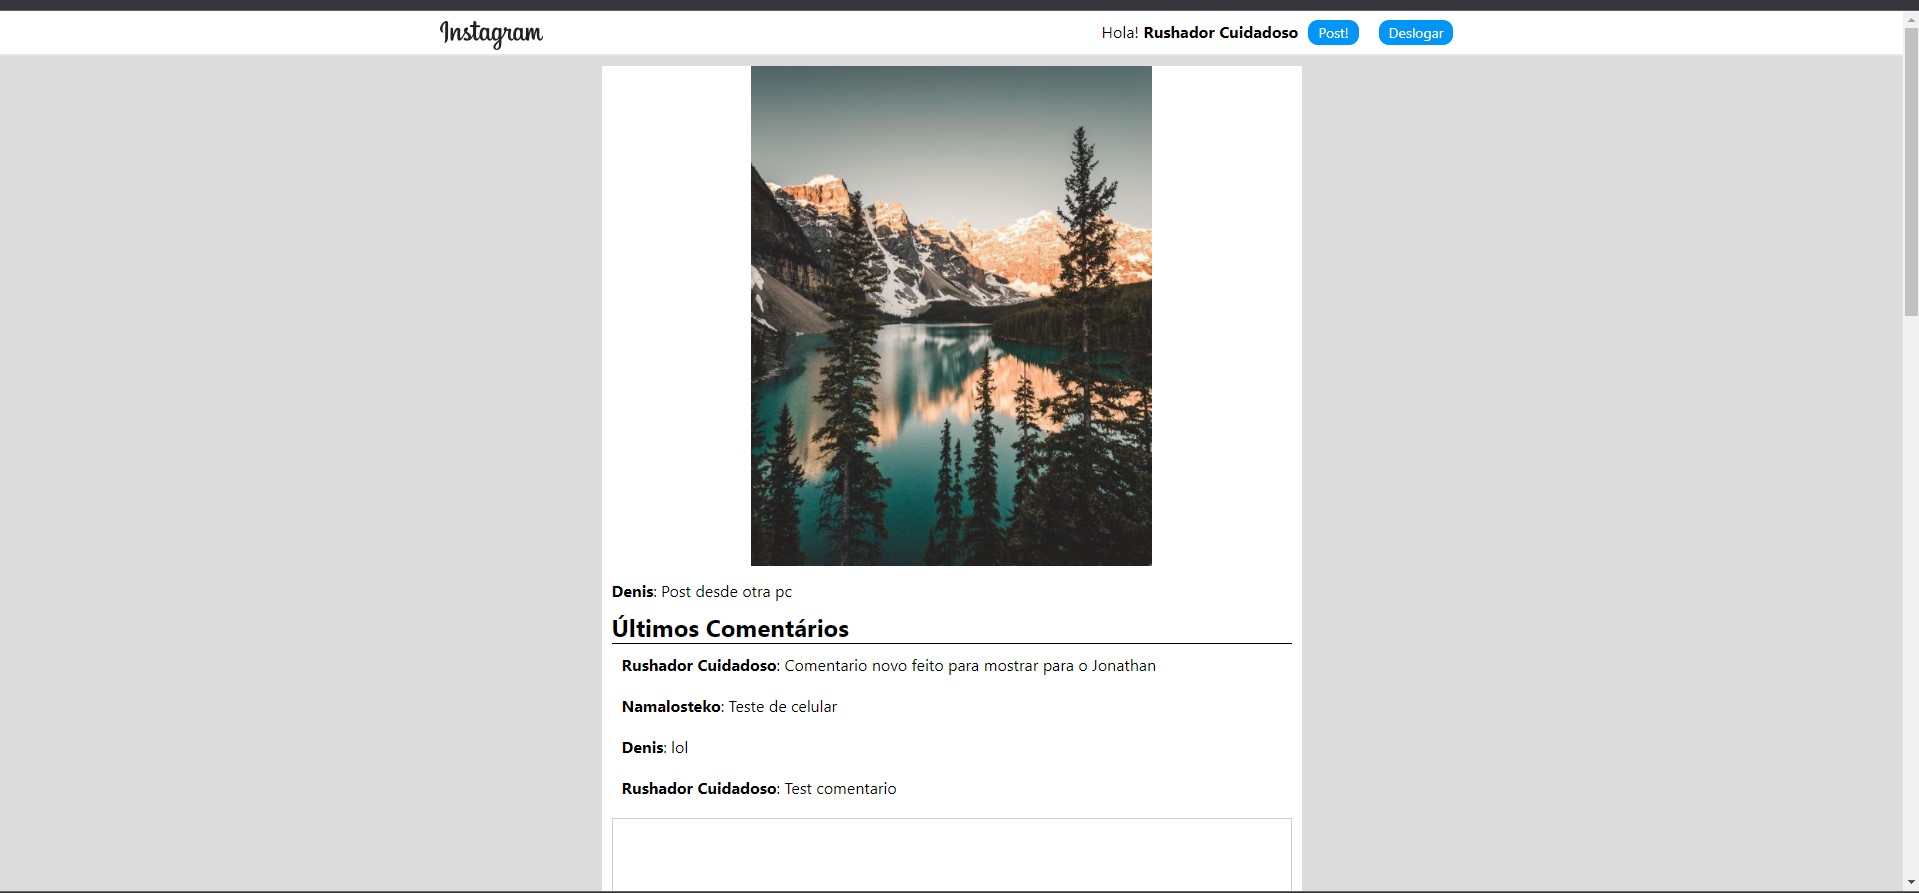 Instagram
Hola! Rushador Cuidadoso Post! Deslogar
Denis: Post desde otra pc
Últimos Comentários
Rushador Cuidadoso: Comentario novo feito para mostrar para o Jonathan
Namalosteko: Teste de celular
Denis: lol
Rushador Cuidadoso: Test comentario